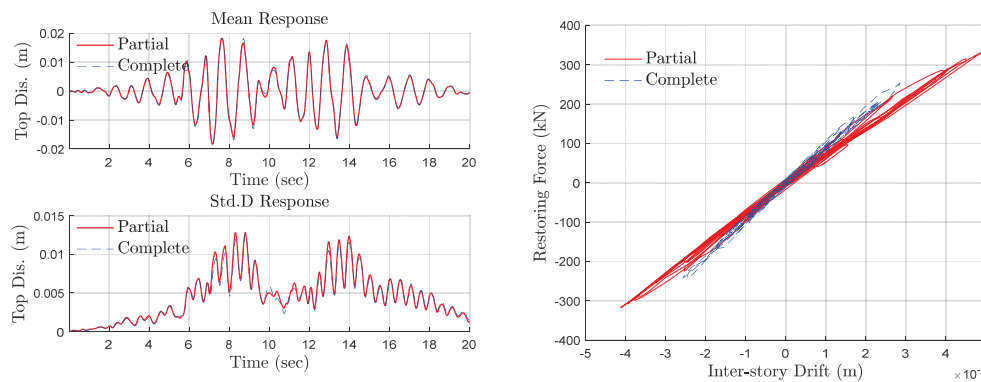 Mean Response
Top Dis. (m)
0.02
0.01
0
-0.01
0.02
Partial
Complete
2 4 6 8 10 12 14 16 18 20
Time (sec)
Std.D Response
Top Dis. (m)
0.015
0.01
0.005
0
Partial
Complete
2 4 6 8 10 12 14 16 18 20
Time (sec)
Restoring Force (kN)
400
300
200
100
0
-100
-200
-300
-400
Partial
Complete
-5 -4 -3 -2 -1 0 1 2 3 4
Inter-story Drift (m)
×10